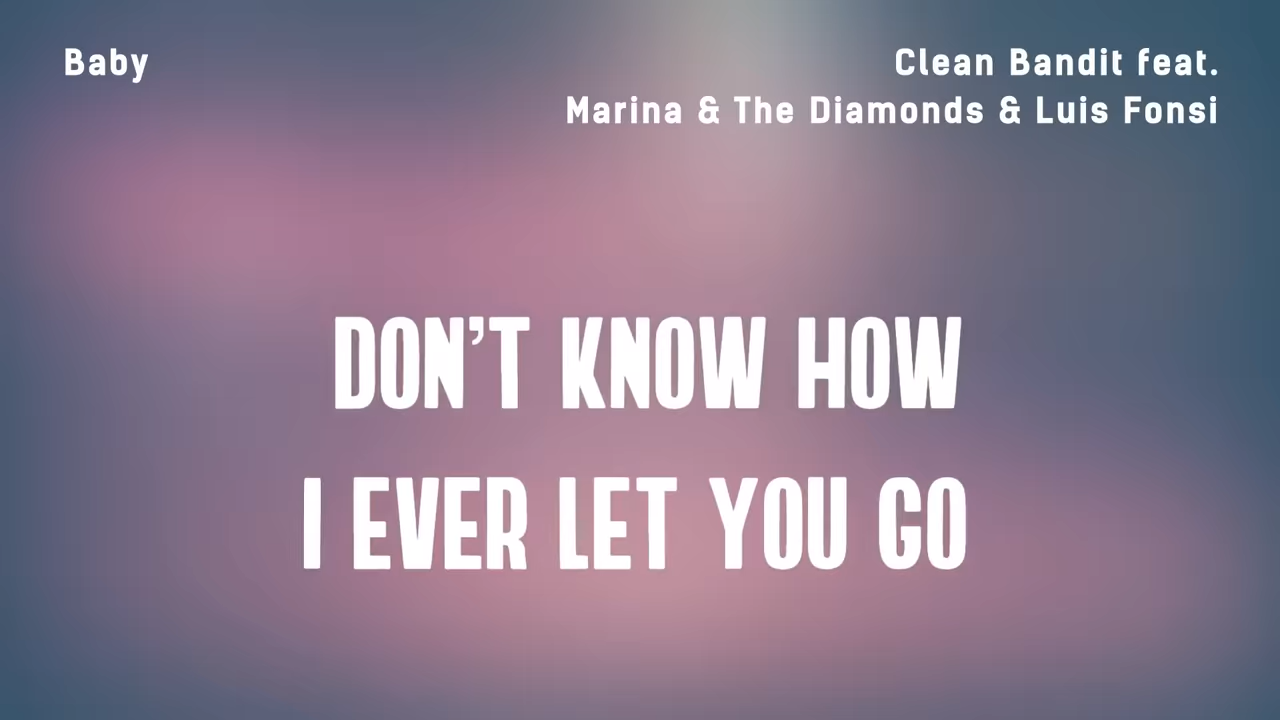 Baby
Clean Bandit feat.
Marina & The Diamonds & Luis Fonsi
DON'T KNOW HOW
I EVER LET YOU GO